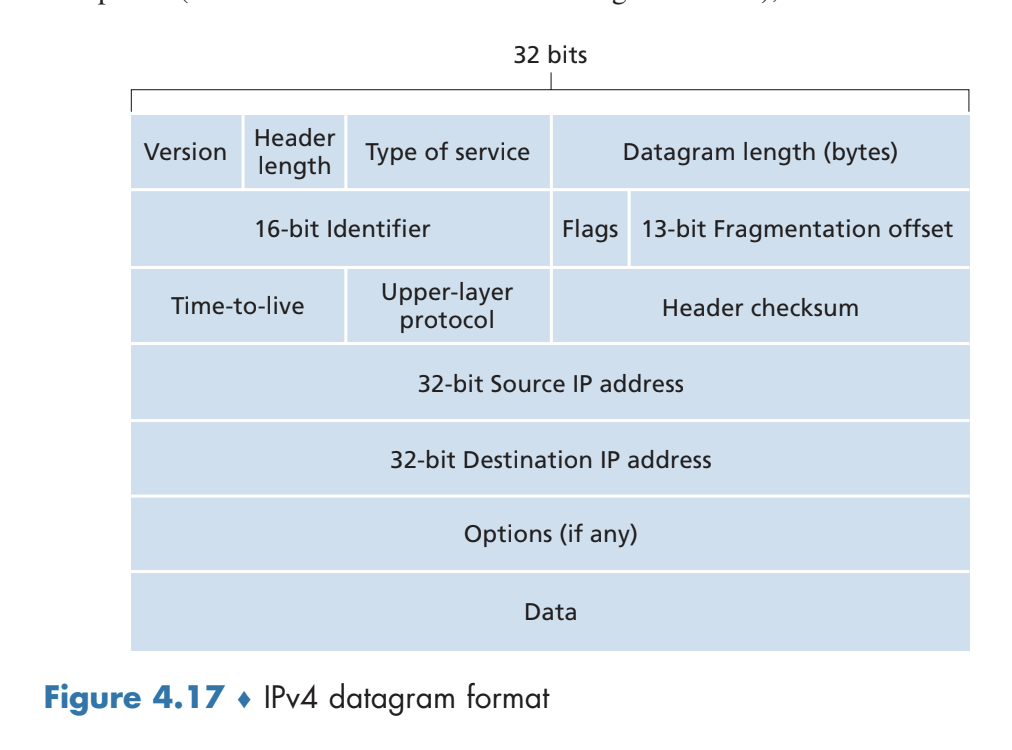 32 bits
Version
Header
length
Type of service
Datagram length (bytes)
16-bit Identifier
Flags
13-bit Fragmentation offset
Time-to-live
Upper-layer
protocol
Header checksum
32-bit Source IP address
32-bit Destination IP address
Options (if any)
Data
Figure 4.17 ♦ IPv4 datagram format